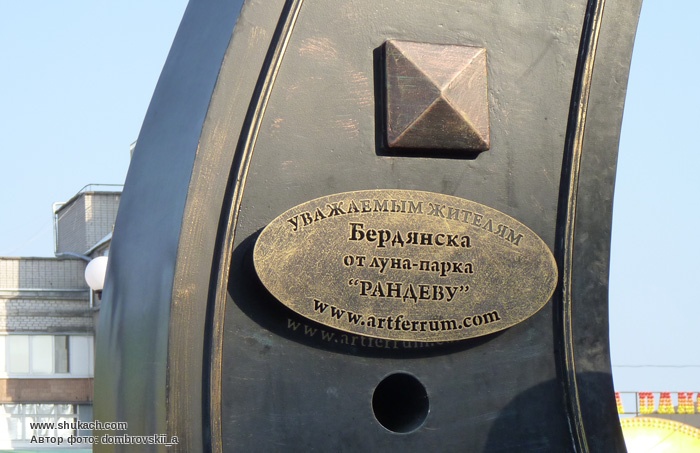 УВАЖАЕМЫМ ЖИТЕЛЯМ
Бердянска
от луна-парка
"РАНДЕВУ"
www.artferrum.com
www.shukach.com
Автор фото: dombrovskii_a